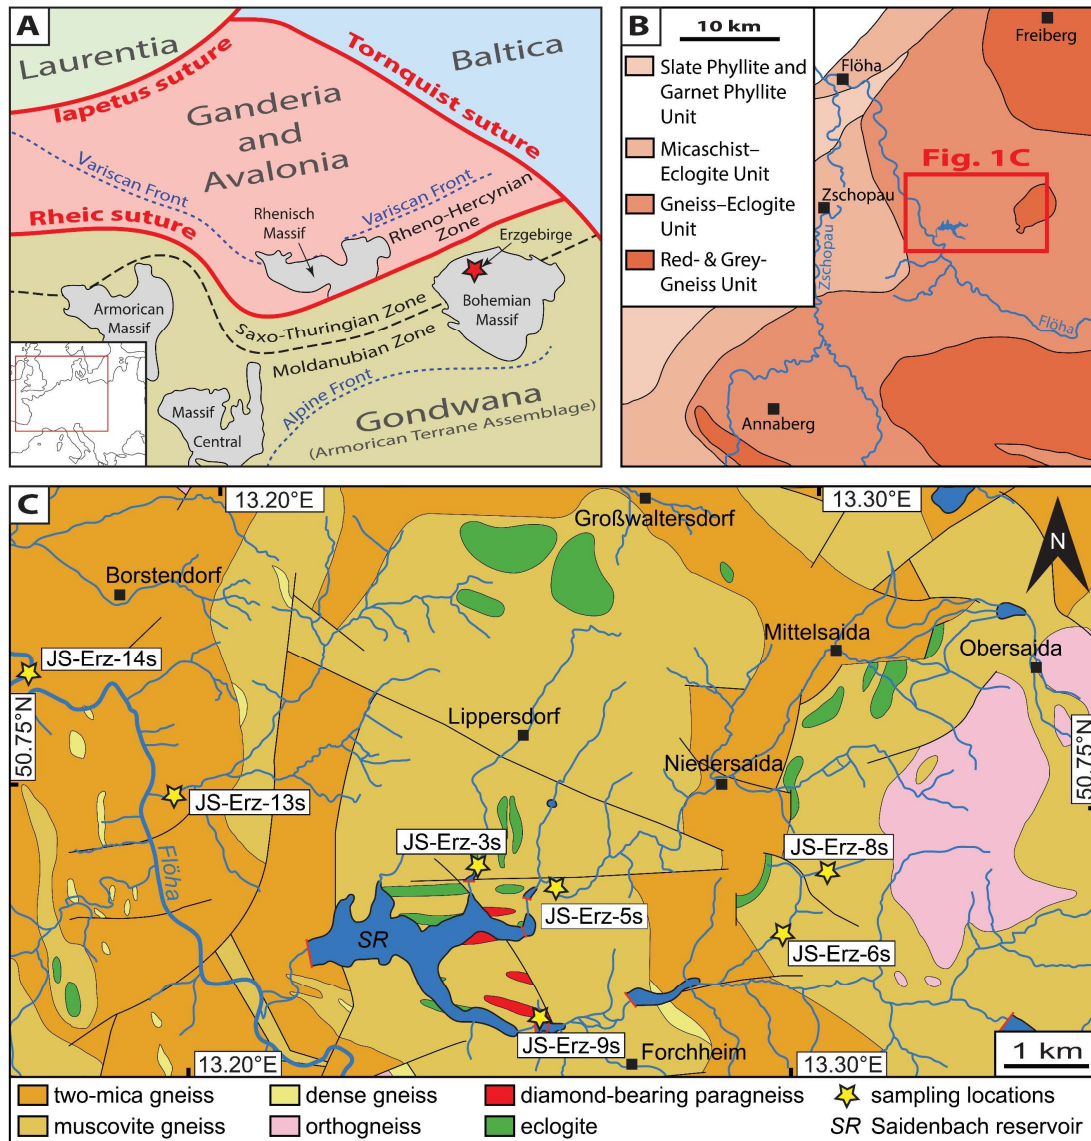 A
Laurentia
Iapetus suture
Tornquist suture
Baltica
Ganderia
and
Avalonia
Variscan Front
Variscan Front
Rheic suture
Rhenisch
Massif
Rheno-Hercynian
Zone
Erzgebirge
Armorican
Massif
Bohemian
Massif
Saxo-Thuringian Zone
Moldanubian Zone
Alpine Front
Massif
Central
Gondwana
(Armorican Terrane Assemblage)
B
10 km
Slate Phyllite and
Garnet Phyllite
Unit
Micaschist–
Eclogite Unit
Gneiss–Eclogite
Unit
Red- & Grey-
Gneiss Unit
Freiberg
Flöha
Fig. 1C
Zschopau
Zschopau
Flöha
Annaberg
C
13.20°E
13.30°E
Großwaltersdorf
N
Borstendorf
Mittelsaida
Obersaida
JS-Erz-14s
50.75°N
Lippersdorf
Niedersaida
50.75°N
JS-Erz-13s
Flöha
JS-Erz-3s
JS-Erz-8s
JS-Erz-5s
SR
JS-Erz-6s
JS-Erz-9s
13.20°E
Forchheim
13.30°E
1 km
two-mica gneiss
dense gneiss
diamond-bearing paragneiss
sampling locations
muscovite gneiss
orthogneiss
eclogite
SR Saidenbach reservoir